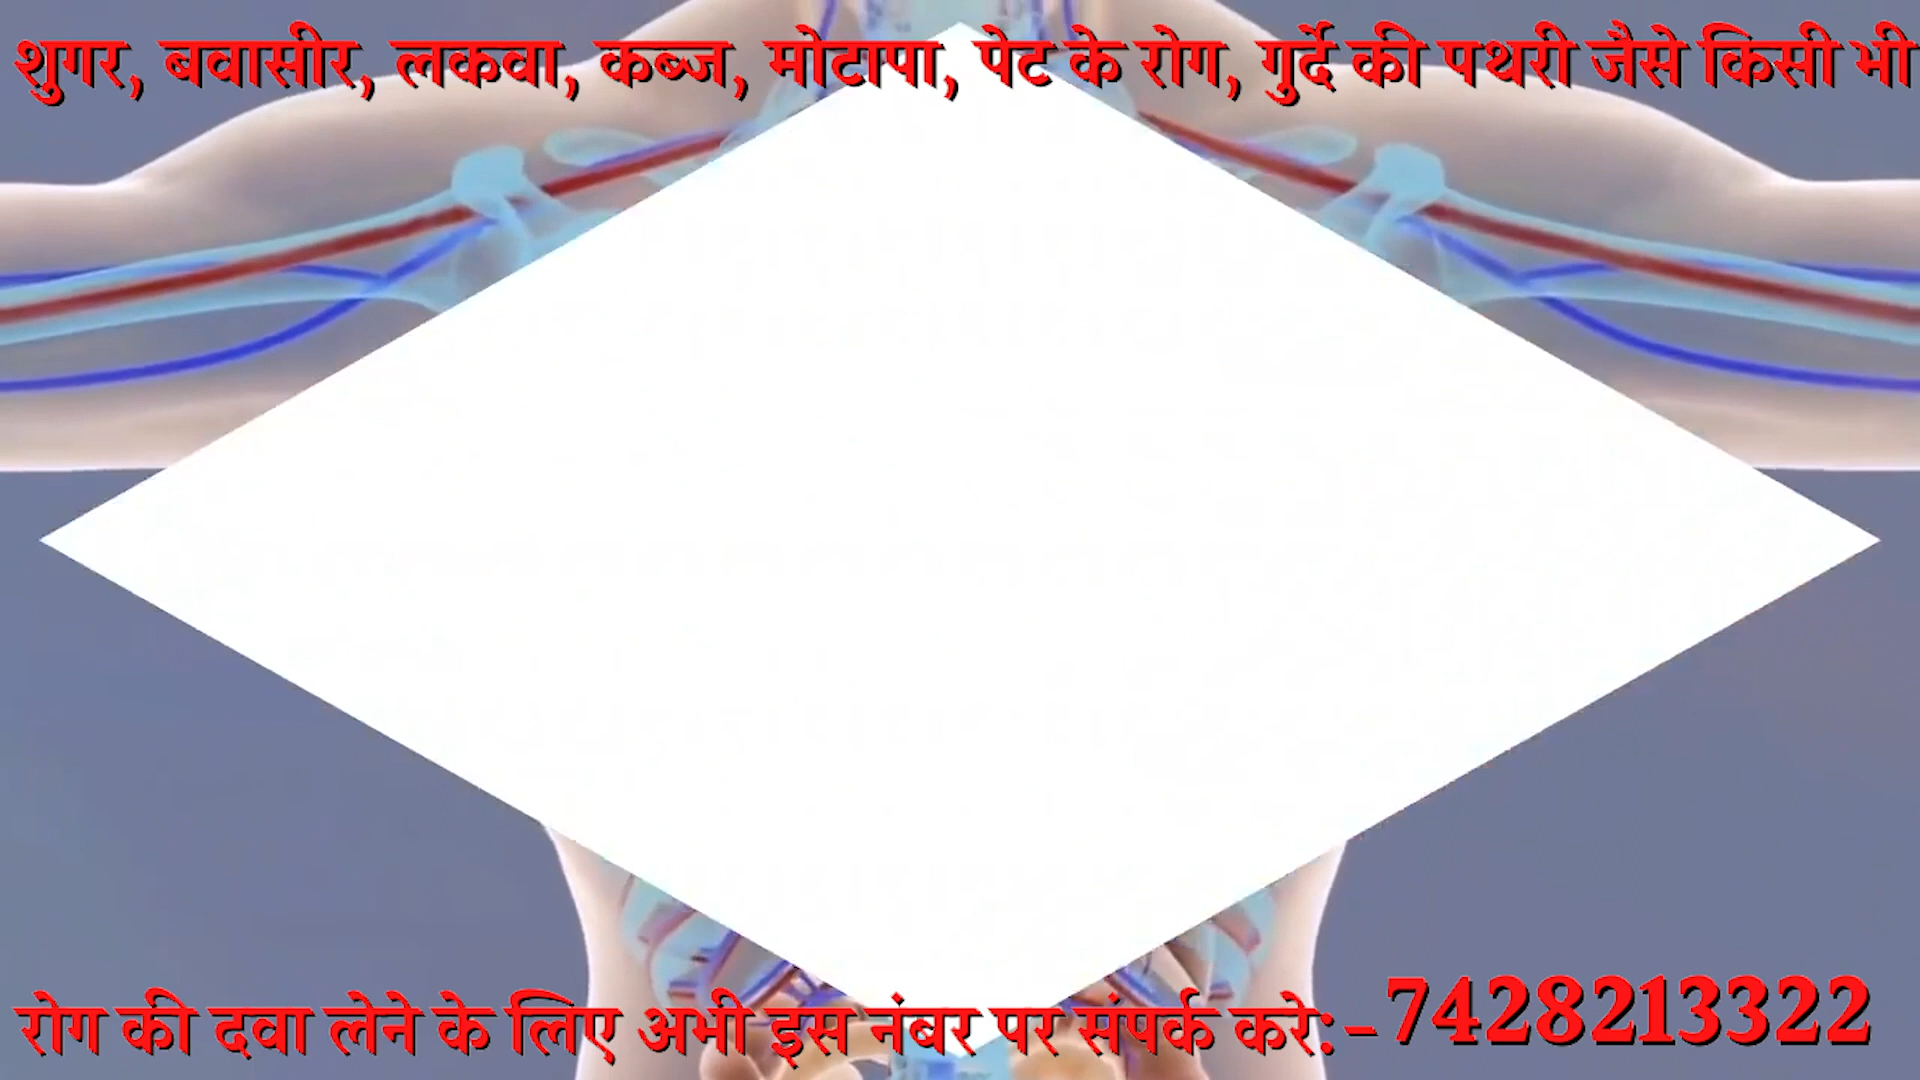 शुगर, बवासीर, लकवा, कब्ज, मोटापा, पेट के रोग, गुर्दे की पथरी जैसे किसी भी
रोग की दवा लेने के लिए अभी इस नंबर पर संपर्क करे:-7428213322